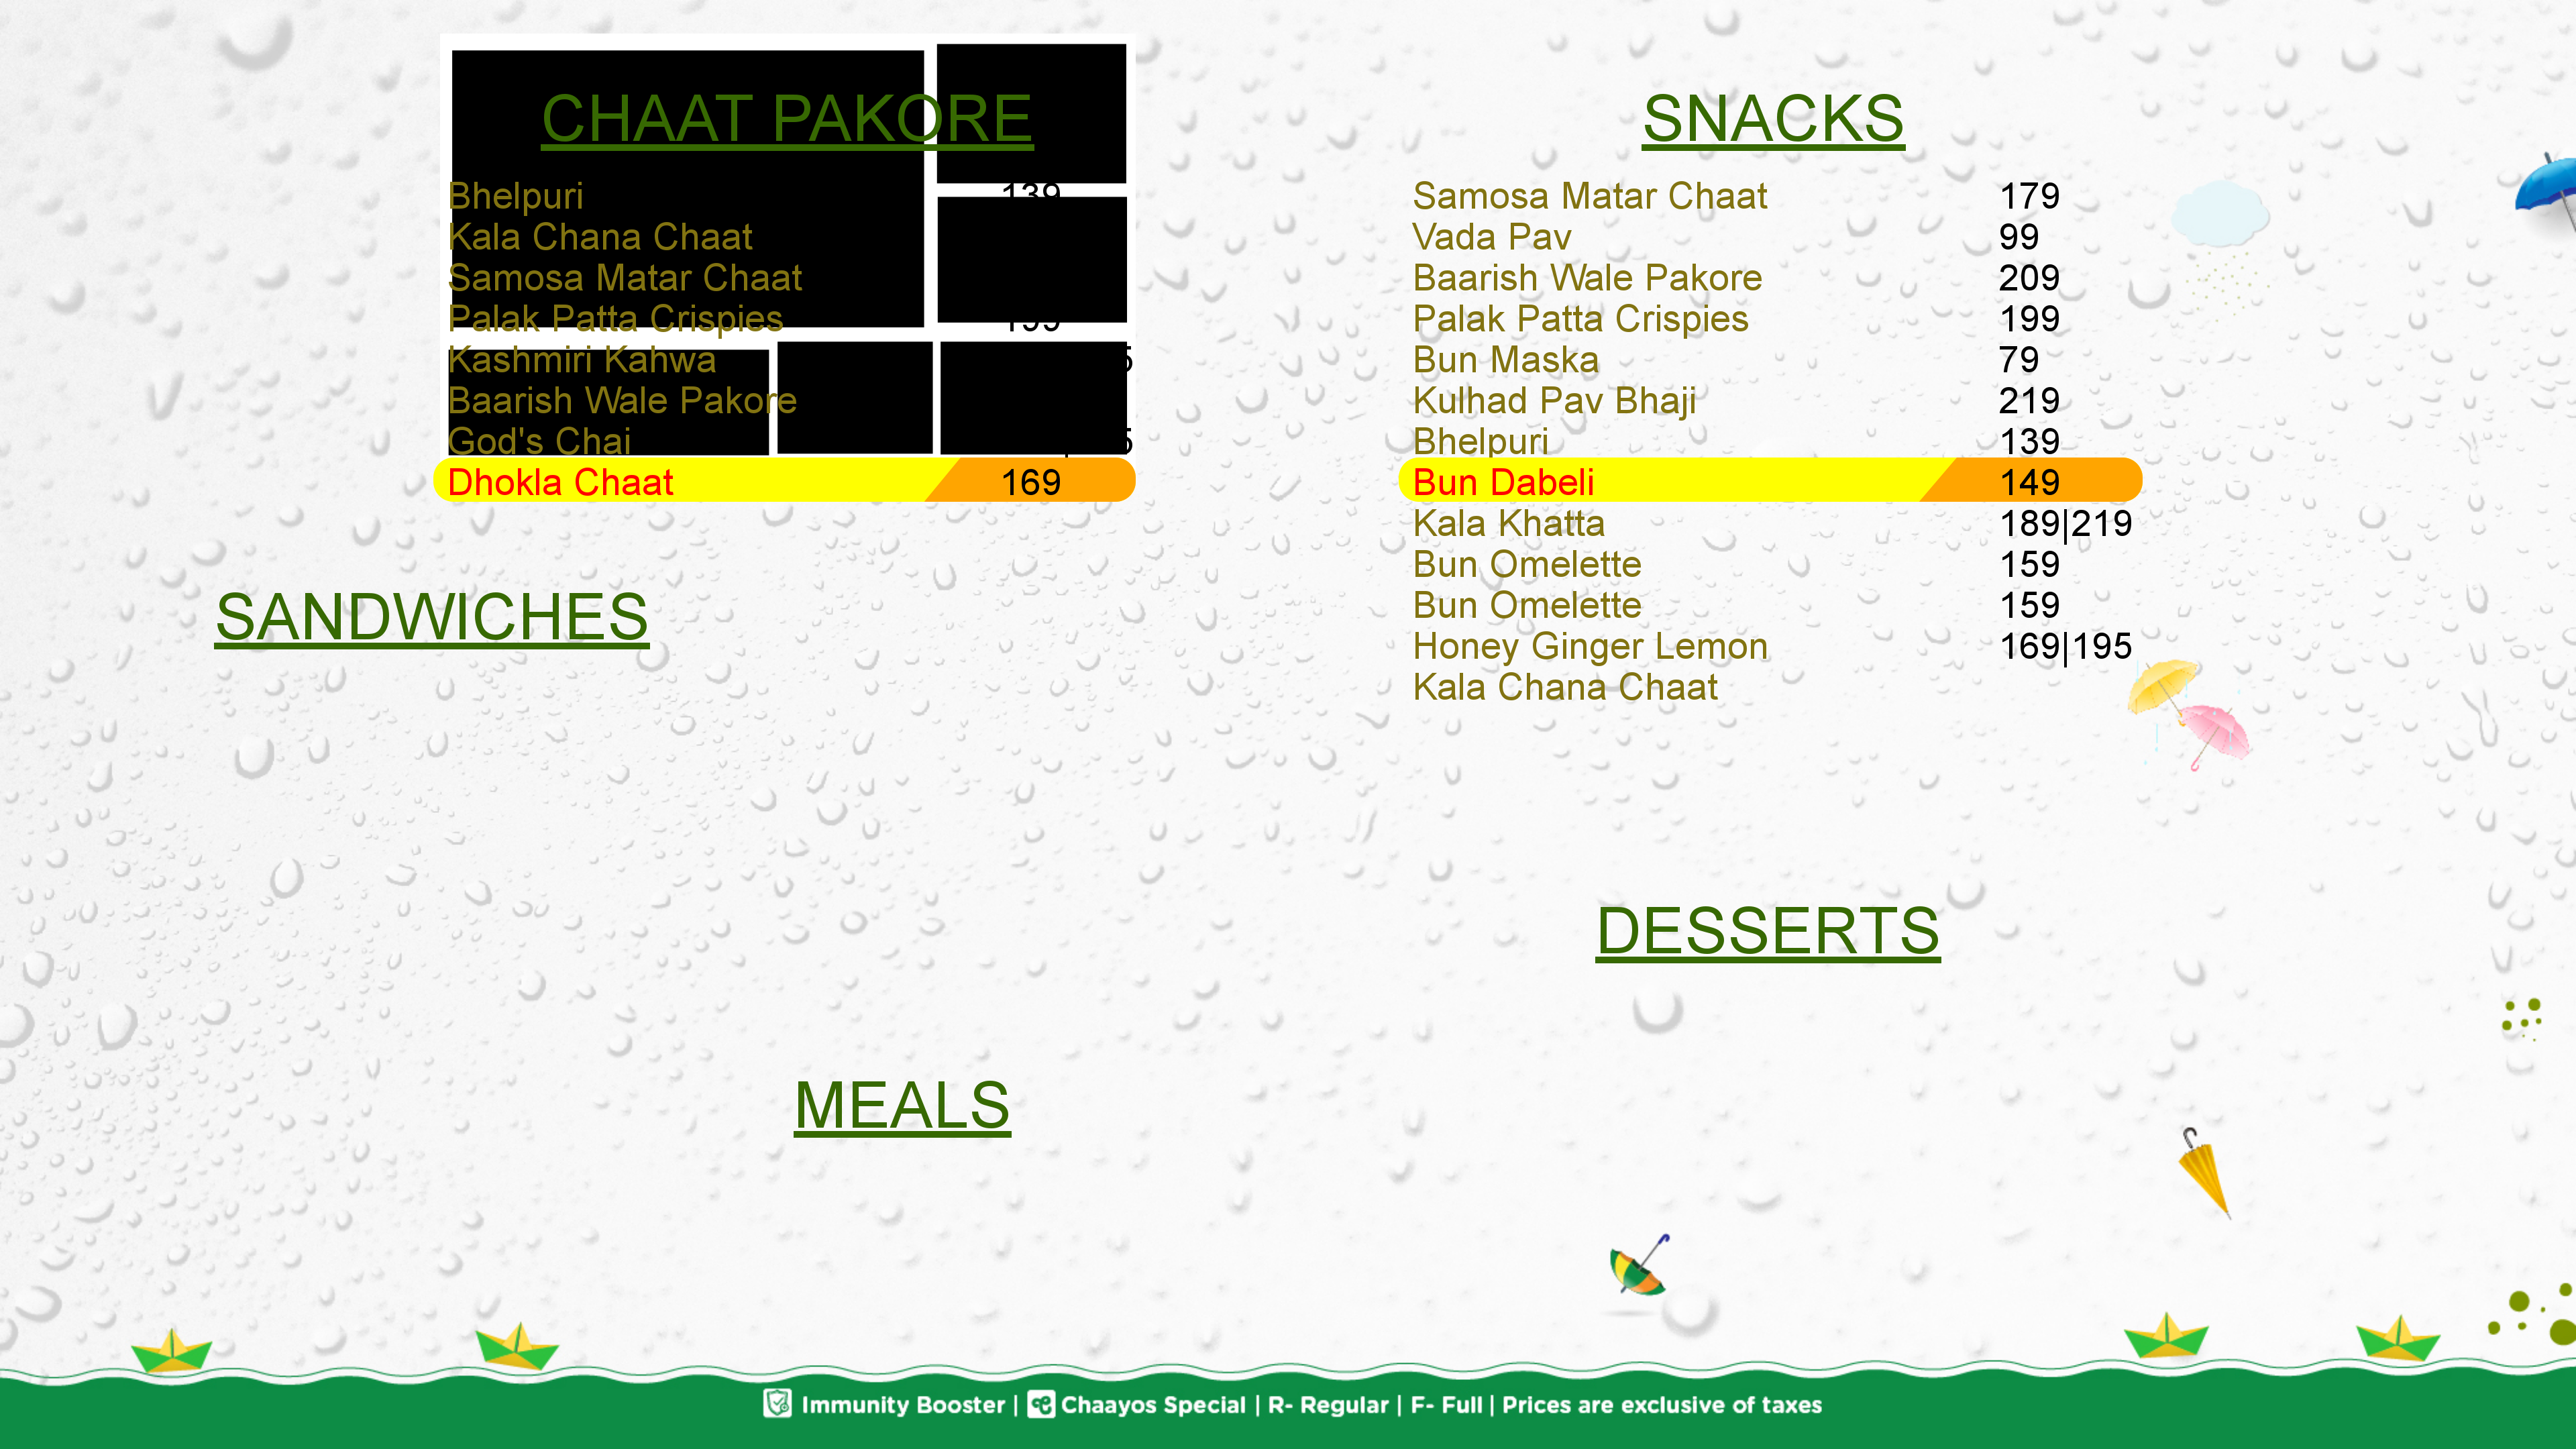 CHAAT PAKORE
Bhelpuri 139
Kala Chana Chaat
Samosa Matar Chaat
Palak Patta Crispies 199
Kashmiri Kahwa
Baarish Wale Pakore
God's Chai
Dhokla Chaat 169
SANDWICHES
MEALS
SNACKS
Samosa Matar Chaat 179
Vada Pav 99
Baarish Wale Pakore 209
Palak Patta Crispies 199
Bun Maska 79
Kulhad Pav Bhaji 219
Bhelpuri 139
Bun Dabeli 149
Kala Khatta 189|219
Bun Omelette 159
Bun Omelette 159
Honey Ginger Lemon 169|195
Kala Chana Chaat
DESSERTS
Immunity Booster | Chaayos Special | R- Regular | F- Full | Prices are exclusive of taxes